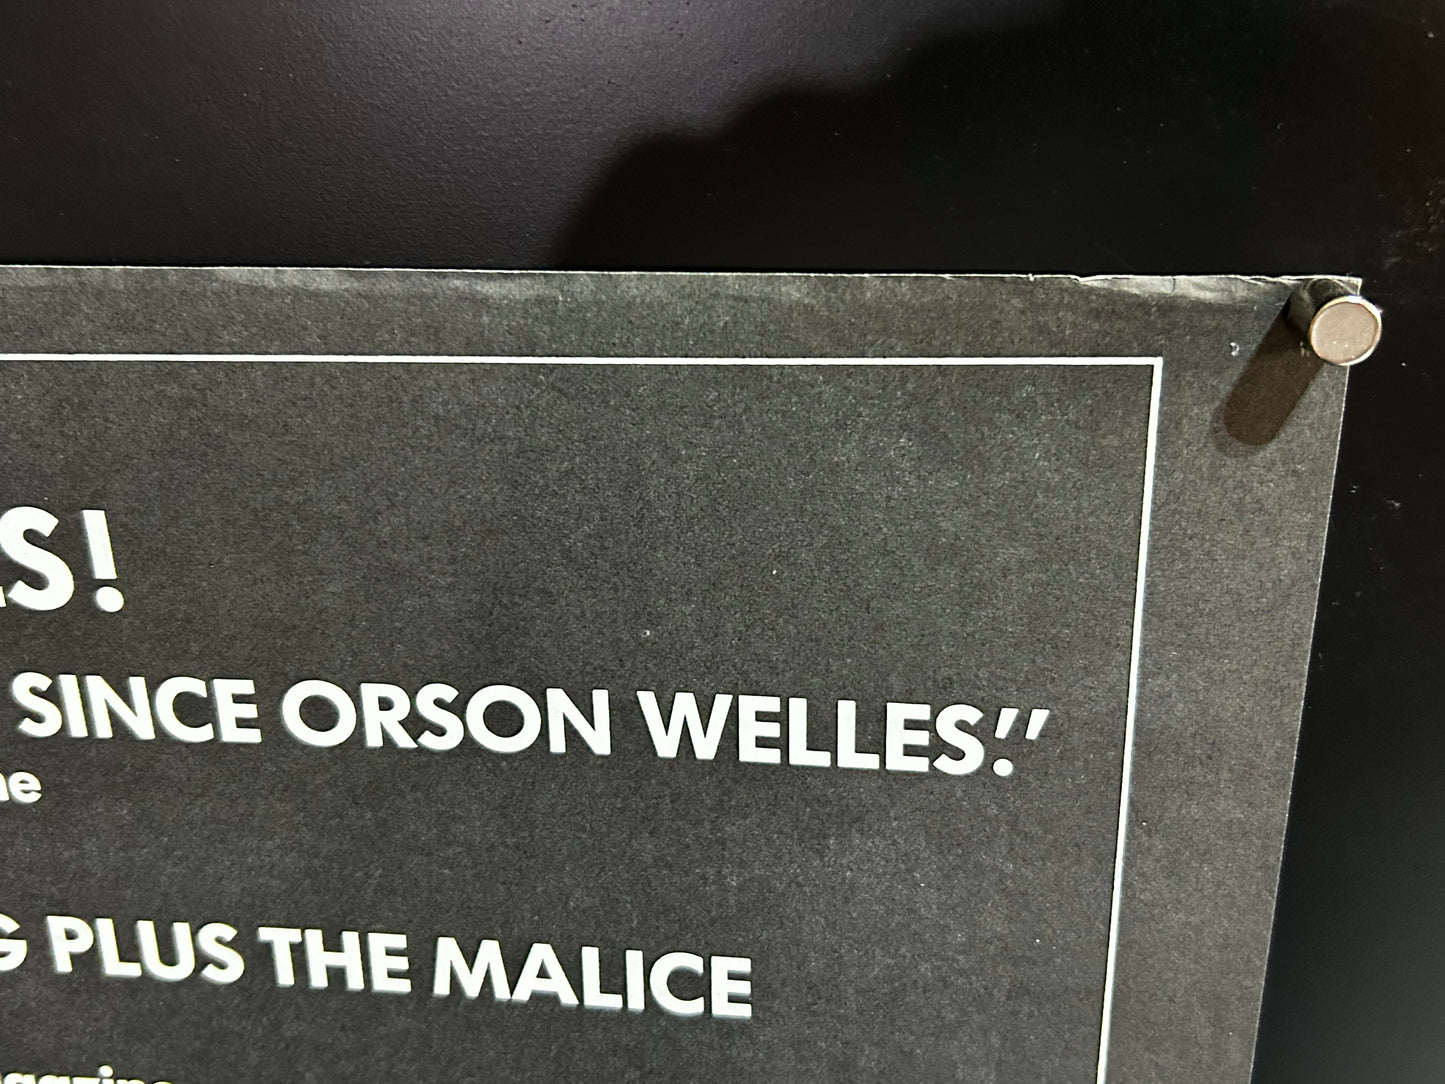 S!
SINCE ORSON WELLES!"
PLUS THE MALICE